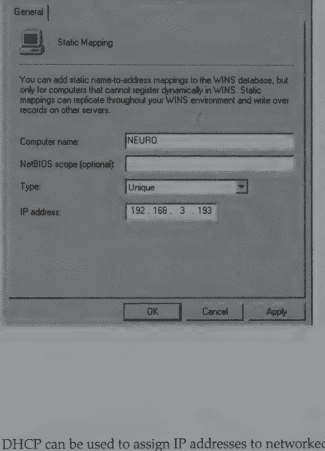 General
Static Mapping
You can add static name-to-address mappings to the WINS database, but
only for computers that cannot register dynamically in WINS. Static
mappings can replicate throughout your WINS environment and write over
records on other servers.
Computer name: NEURO
NetBIOS scope (optional):
Type: Unique
IP address: 192 . 168 . 3 . 193
OK Cancel Apply
DHCP can be used to assign IP addresses to networked